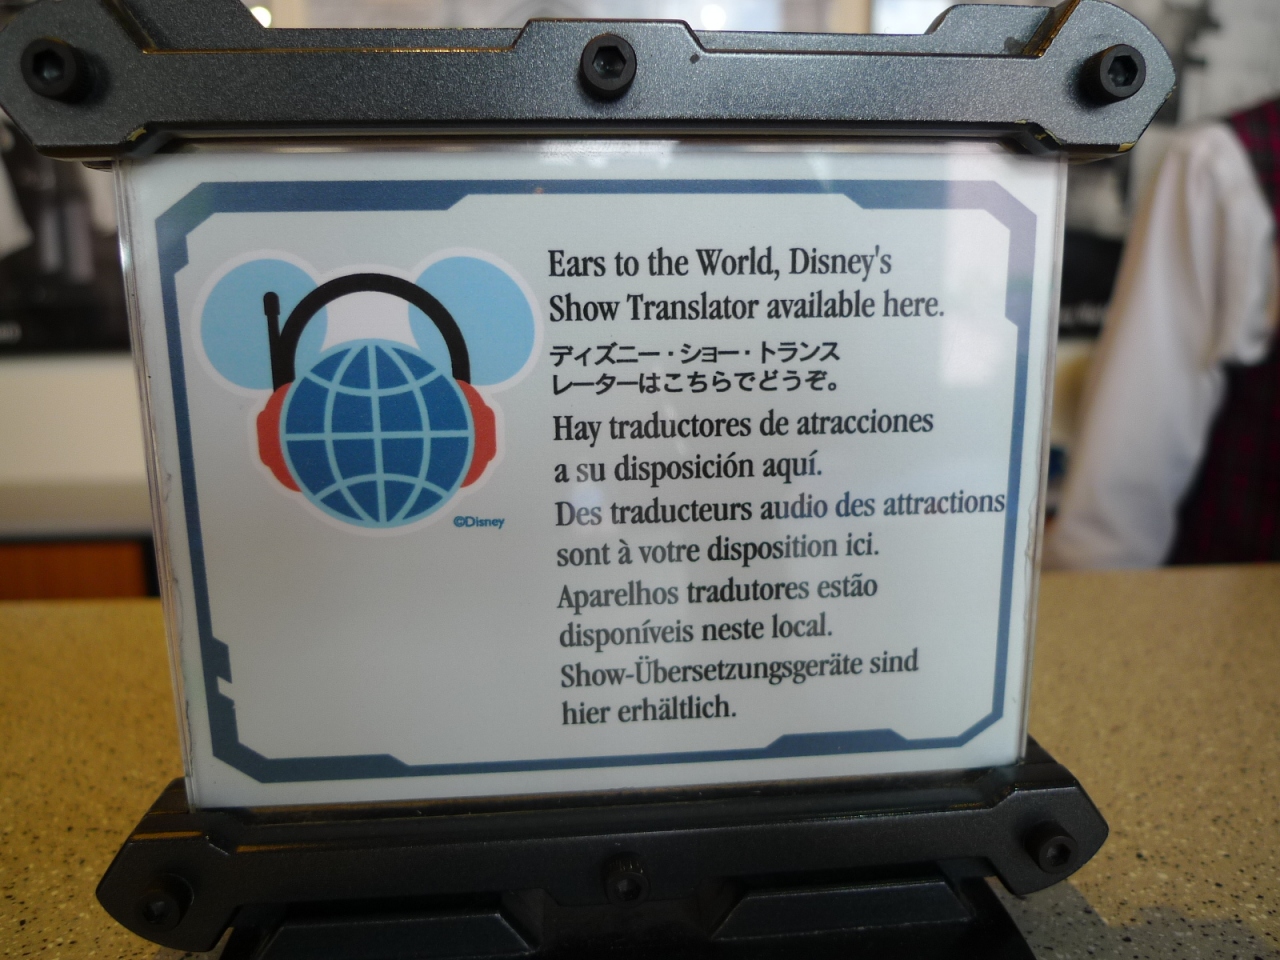 Ears to the World, Disney's
Show Translator available here.
ディズニー・ショー・トランス
レーターはこちらでどうぞ。
Hay traductores de atracciones
a su disposición aquí.
Des traducteurs audio des attractions
sont à votre disposition ici.
Aparelhos tradutores estão
disponíveis neste local.
Show-Übersetzungsgeräte sind
hier erhältlich.
©Disney